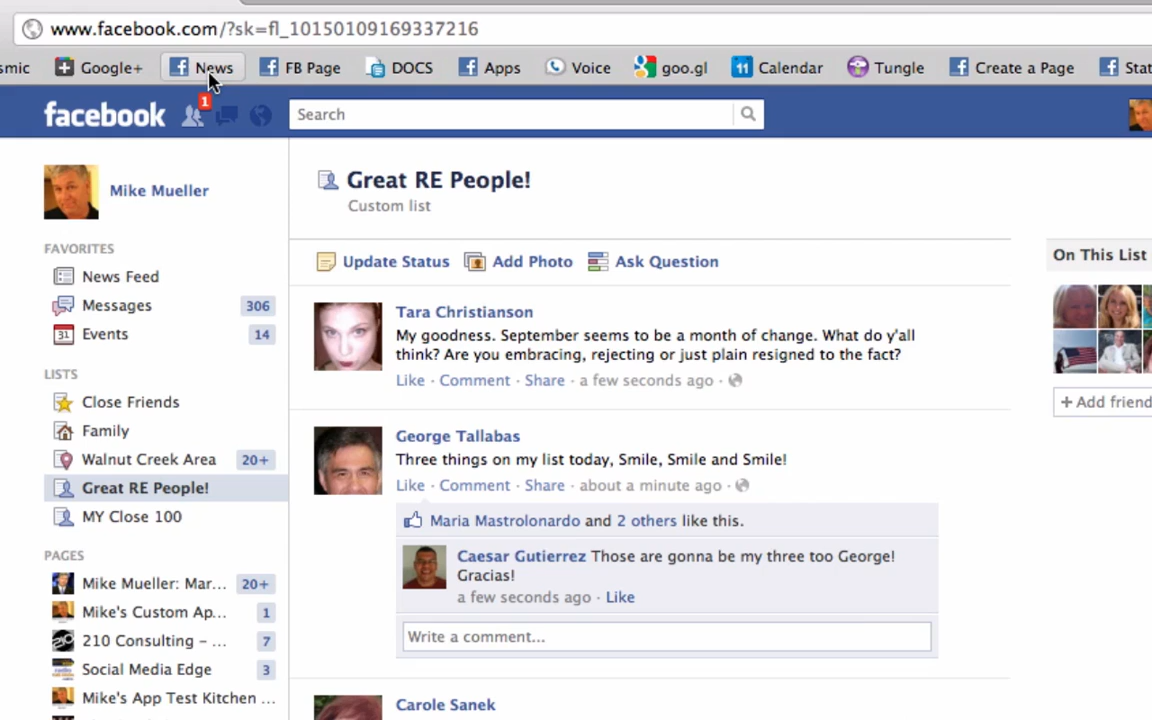 www.facebook.com/?sk=fl_10150109169337216
smic Google+ News FB Page DOCS Apps Voice goo.gl 11 Calendar Tungle Create a Page Stat
facebook 1 Search
Mike Mueller
FAVORITES
News Feed
Messages 306
31 Events 14
LISTS
Close Friends
Family
Walnut Creek Area 20+
Great RE People!
MY Close 100
PAGES
Mike Mueller: Mar... 20+
Mike's Custom Ap... 1
210 Consulting – ... 7
Social Media Edge 3
Mike's App Test Kitchen ...
Great RE People!
Custom list
Update Status Add Photo Ask Question
Tara Christianson
My goodness. September seems to be a month of change. What do y'all
think? Are you embracing, rejecting or just plain resigned to the fact?
Like · Comment · Share · a few seconds ago ·
George Tallabas
Three things on my list today, Smile, Smile and Smile!
Like · Comment · Share · about a minute ago ·
Maria Mastrolonardo and 2 others like this.
Caesar Gutierrez Those are gonna be my three too George!
Gracias!
a few seconds ago · Like
Write a comment...
Carole Sanek
On This List
+ Add friend